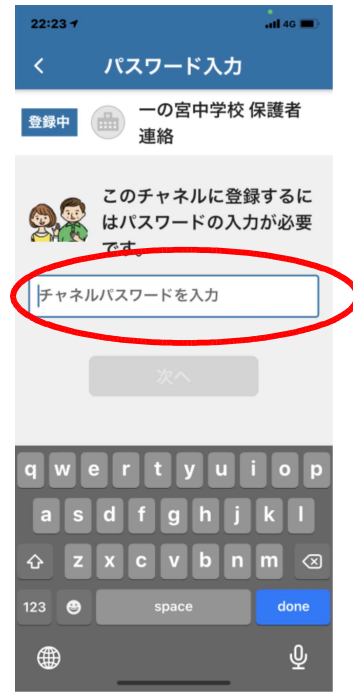 22:23
4G
パスワード入力
登録中
一の宮中学校 保護者
連絡
このチャネルに登録するに
はパスワードの入力が必要
です。
チャネルパスワードを入力
次へ
q w e r t y u i o p
a s d f g h j k l
z x c v b n m
123 space done